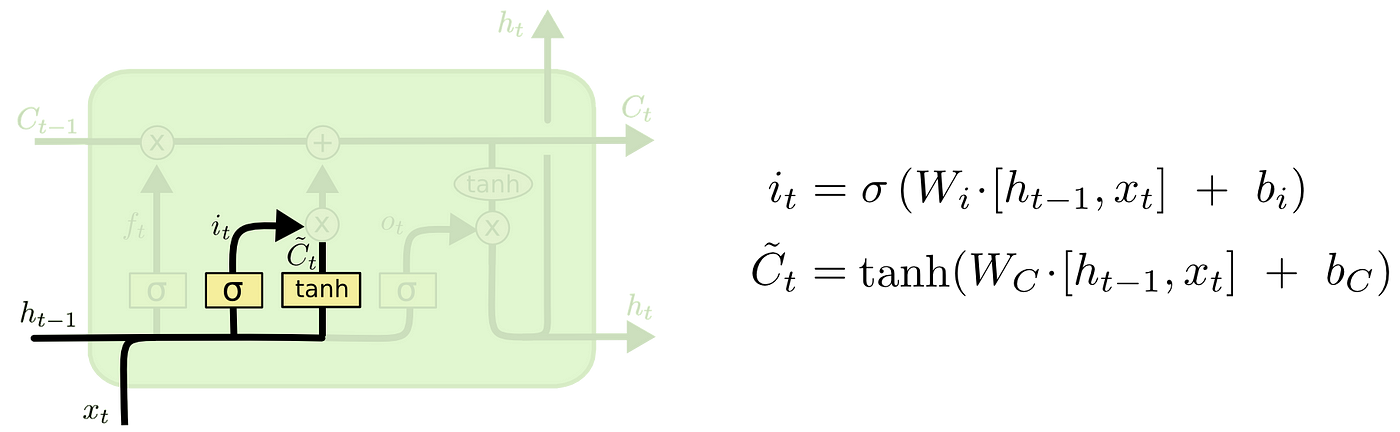 h_t
C_{t-1}
C_t
x
+
tanh
f_t
i_t
x
o_t
x
C̃_t
σ
σ
tanh
σ
h_{t-1}
h_t
x_t
i_t = σ (W_i·[h_{t-1}, x_t] + b_i)
C̃_t = tanh(W_C·[h_{t-1}, x_t] + b_C)